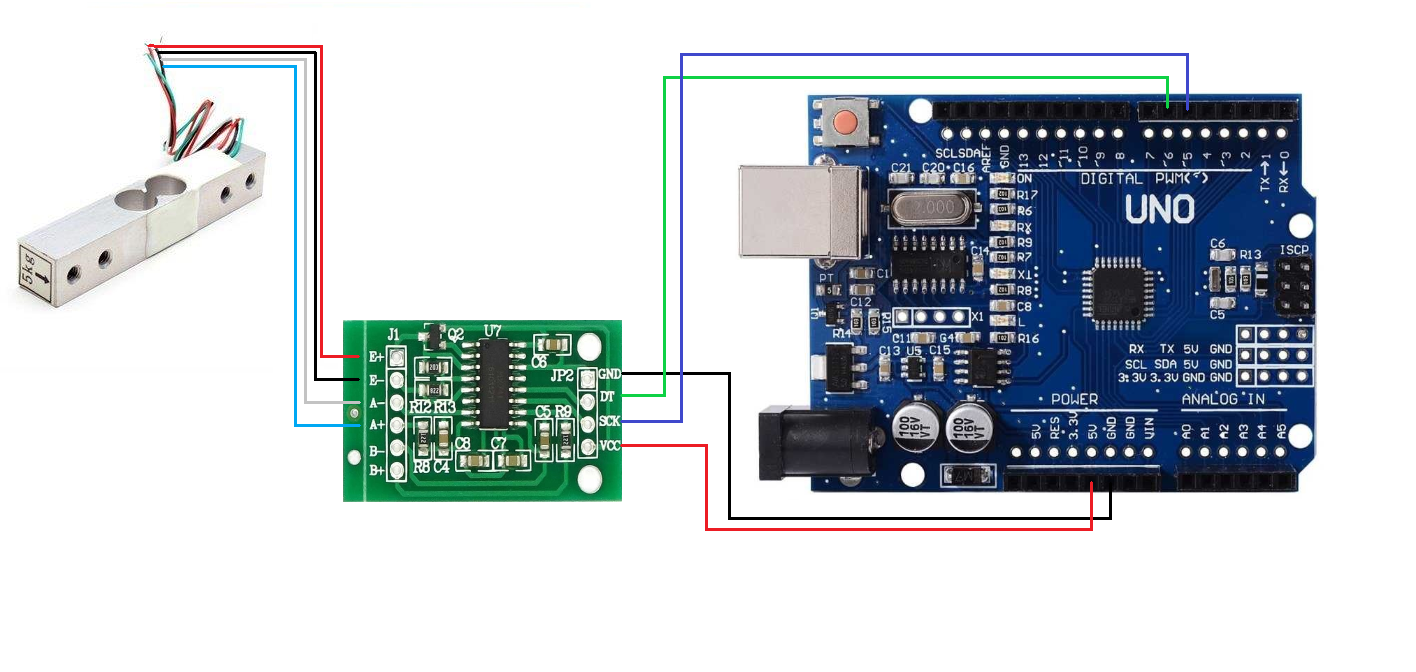 5kg
J1
Q2
U7
C6
E+
E-
A-
A+
B-
B+
JP2
GND
DT
SCK
VCC
R12 R13
C5 R9
C8 C7
R8 C4
SCL SDA AREF GND 13 12 ~11 ~10 ~9 8
7 ~6 ~5 4 ~3 2 TX→1 RX←0
DIGITAL PWM(~)
UNO
C21 C20 C16
ON
R17
R6
RX
R9
R7
TX
R8
C8
L
R16
C14
C1
PT
C12
R15
R14
X1
C11 G4
C13 U5 C15
C6
R13
C5
ISCP
RX TX 5V GND
SCL SDA 5V GND
3.3V 3.3V GND GND
POWER
ANALOG IN
5V RES 3.3V 5V GND GND VIN
A0 A1 A2 A3 A4 A5
100
16V
VT
100
16V
VT